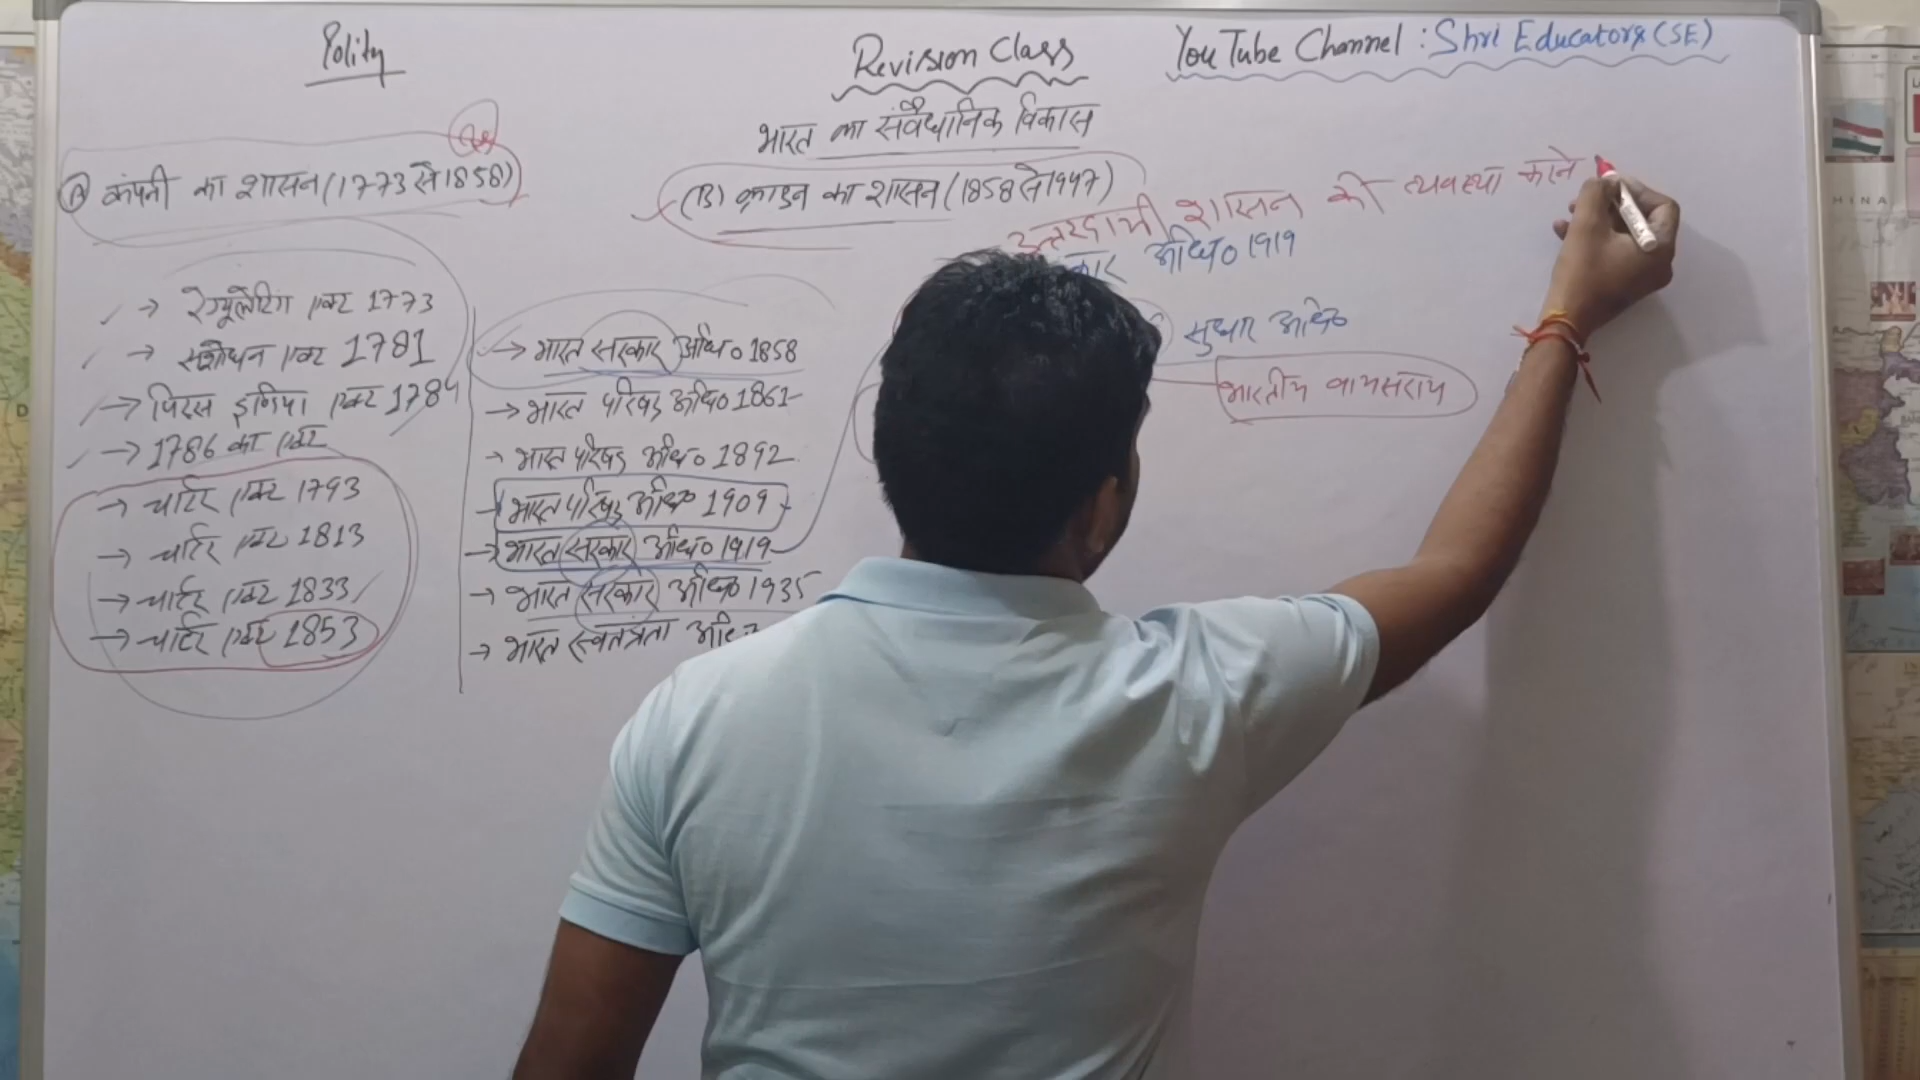 Polity
Revision Class
YouTube Channel : Shri Educators (SE)
भारत का संवैधानिक विकास
(A) कंपनी का शासन (1773 से 1858)
(B) क्राउन का शासन (1858 से 1947)
→ रेग्यूलेटिंग एक्ट 1773
→ संशोधन एक्ट 1781
→ पिटस इण्डिया एक्ट 1784
→ 1786 का एक्ट
→ चार्टर एक्ट 1793
→ चार्टर एक्ट 1813
→ चार्टर एक्ट 1833
→ चार्टर एक्ट 1853
→ भारत सरकार अधि० 1858
→ भारत परिषद अधि० 1861
→ भारत परिषद अधि० 1892
→ भारत परिषद अधि० 1909
→ भारत सरकार अधि० 1919
→ भारत सरकार अधि० 1935
→ भारत स्वतंत्रता
उत्तरदायी शासन की व्यवस्था करने
अधि० 1919
सुधार अधि०
भारतीय वायसराय